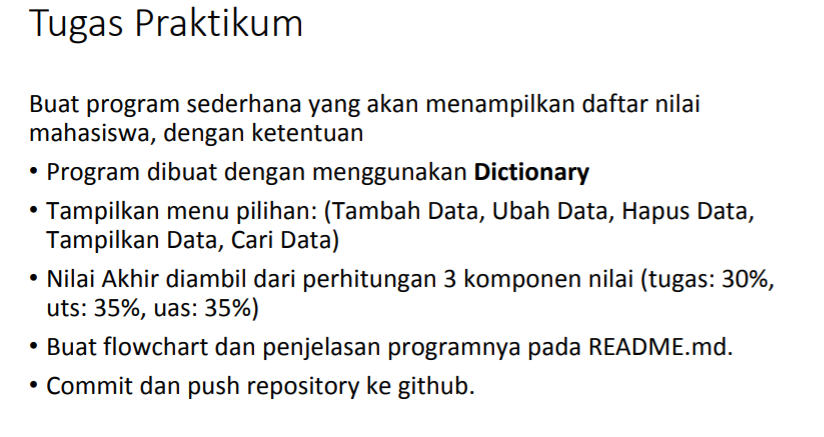 Tugas Praktikum
Buat program sederhana yang akan menampilkan daftar nilai
mahasiswa, dengan ketentuan
• Program dibuat dengan menggunakan Dictionary
• Tampilkan menu pilihan: (Tambah Data, Ubah Data, Hapus Data,
Tampilkan Data, Cari Data)
• Nilai Akhir diambil dari perhitungan 3 komponen nilai (tugas: 30%,
uts: 35%, uas: 35%)
• Buat flowchart dan penjelasan programnya pada README.md.
• Commit dan push repository ke github.